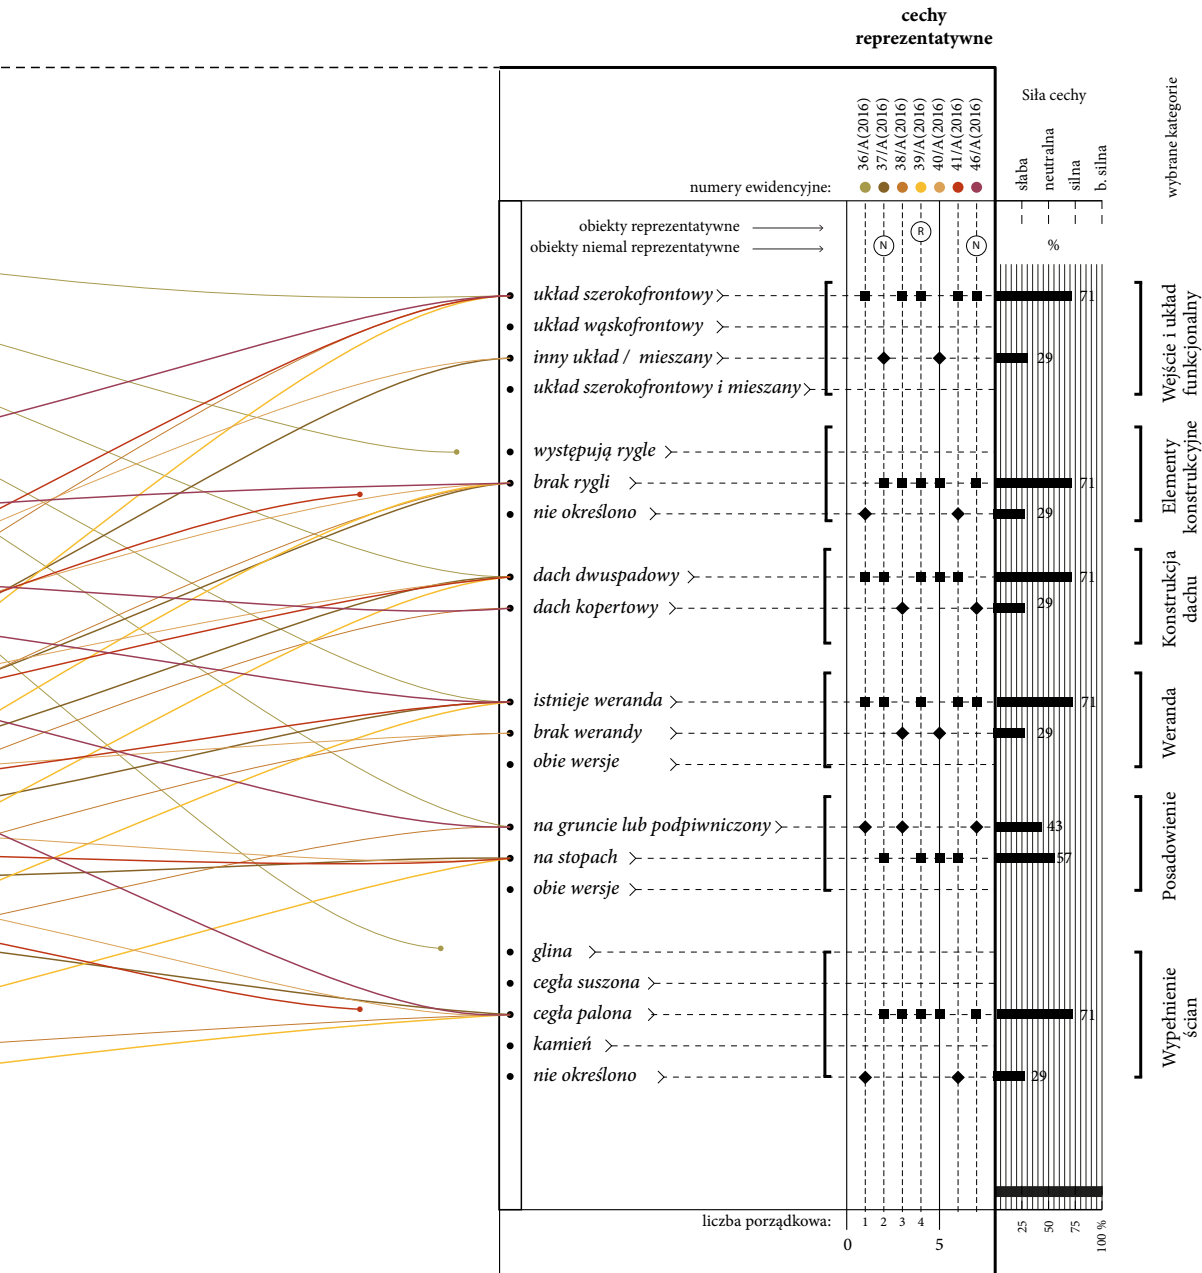 cechy
reprezentatywne
36/A(2016)
37/A(2016)
38/A(2016)
39/A(2016)
40/A(2016)
41/A(2016)
46/A(2016)
Siła cechy
słaba
neutralna
silna
b. silna
wybrane kategorie
numery ewidencyjne:
obiekty reprezentatywne
R
obiekty niemal reprezentatywne
N
N
%
układ szerokofrontowy
71
układ wąskofrontowy
inny układ / mieszany
29
układ szerokofrontowy i mieszany
Wejście i układ
funkcjonalny
występują rygle
brak rygli
71
nie określono
29
Elementy
konstrukcyjne
dach dwuspadowy
71
dach kopertowy
29
Konstrukcja
dachu
istnieje weranda
71
brak werandy
29
obie wersje
Weranda
na gruncie lub podpiwniczony
43
na stopach
57
obie wersje
Posadowienie
glina
cegła suszona
cegła palona
71
kamień
nie określono
29
Wypełnienie
ścian
liczba porządkowa:
1 2 3 4
0 5
25
50
75
100 %